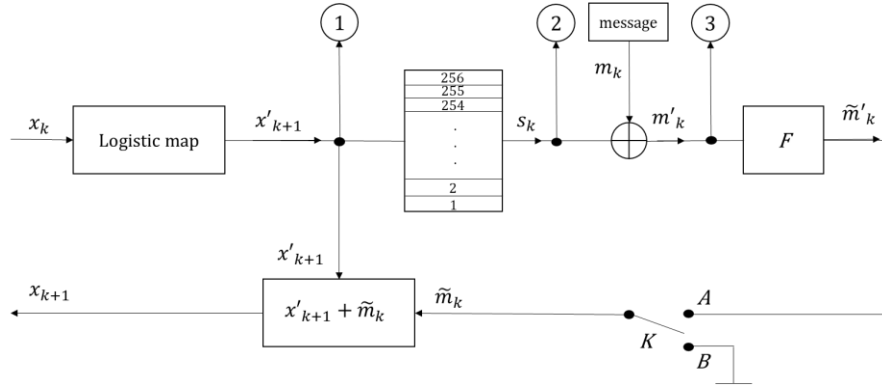 1
2
message
3
256
255
254
m_k
x_k
Logistic map
x'_{k+1}
.
.
.
s_k
m'_k
F
m̃'_k
2
1
x'_{k+1}
x_{k+1}
x'_{k+1} + m̃_k
m̃_k
A
K
B